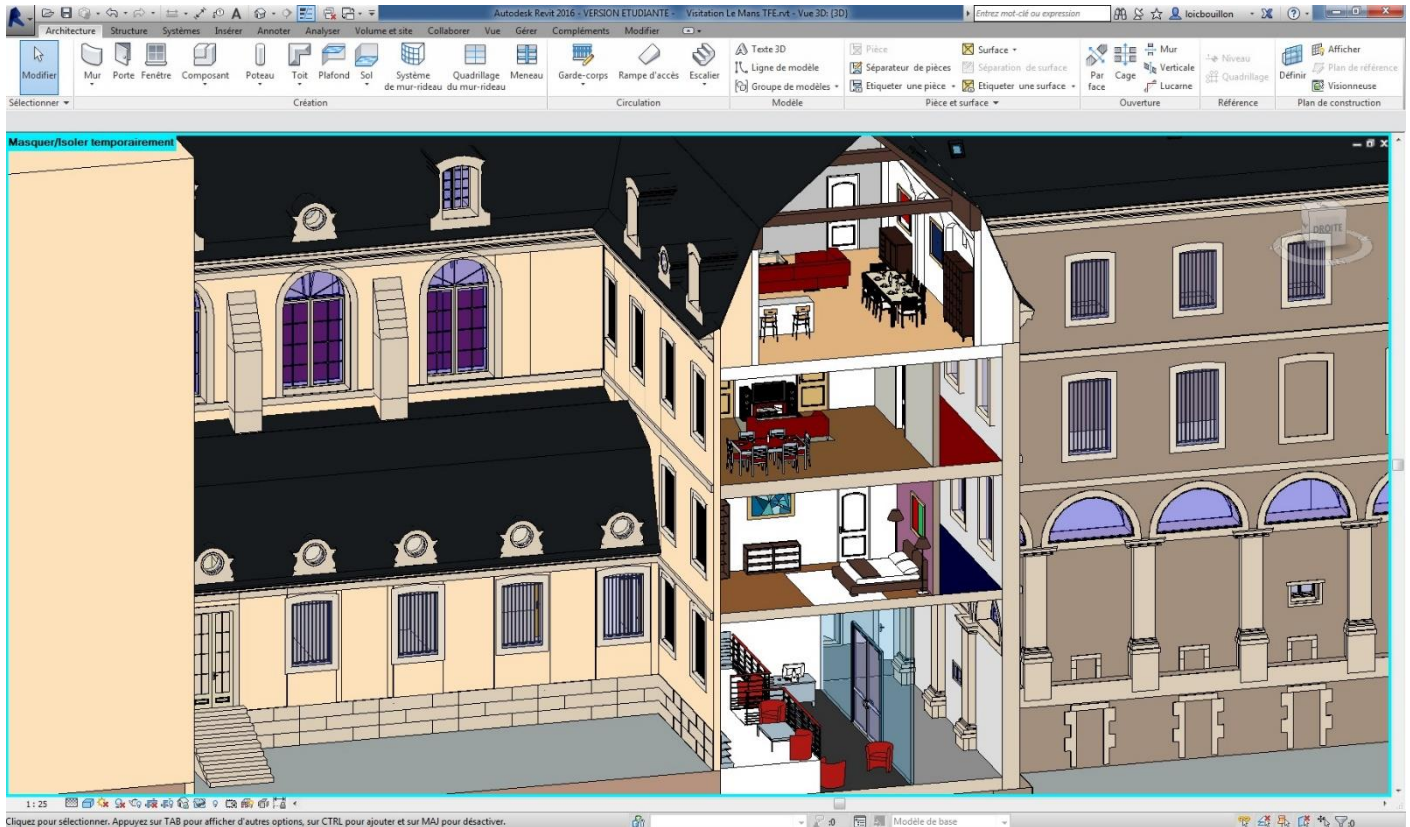 Autodesk Revit 2016 - VERSION ETUDIANTE - Visitation Le Mans TFE.rvt - Vue 3D: {3D}
Entrez mot-clé ou expression
loicbouillon
Architecture Structure Systèmes Insérer Annoter Analyser Volume et site Collaborer Vue Gérer Compléments Modifier
Modifier
Mur
Porte
Fenêtre
Composant
Poteau
Toit
Plafond
Sol
Système de mur-rideau
Quadrillage du mur-rideau
Meneau
Garde-corps
Rampe d'accès
Escalier
Texte 3D
Ligne de modèle
Groupe de modèles
Pièce
Séparateur de pièces
Etiqueter une pièce
Surface
Séparation de surface
Etiqueter une surface
Par face
Cage
Mur
Verticale
Lucarne
Niveau
Quadrillage
Définir
Afficher
Plan de référence
Visionneuse
Sélectionner
Création
Circulation
Modèle
Pièce et surface
Ouverture
Référence
Plan de construction
Masquer/Isoler temporairement
DROITE
1 : 25
Cliquez pour sélectionner. Appuyez sur TAB pour afficher d'autres options, sur CTRL pour ajouter et sur MAJ pour désactiver.
:0
Modèle de base
:0